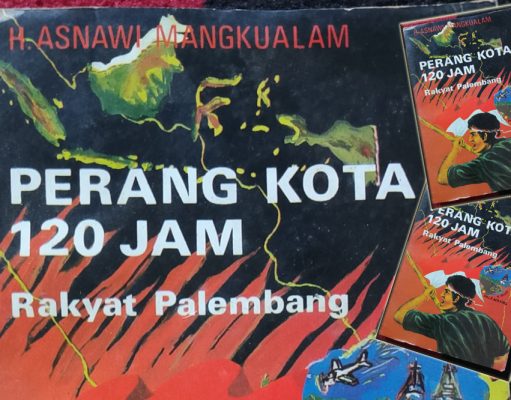 H. ASNAWI MANGKUALAM
PERANG KOTA
120 JAM
Rakyat Palembang
H. ASNAWI MANGKUALAM
PERANG KOTA
120 JAM
Rakyat Palembang
PERANG KOTA
120 JAM
Rakyat Palembang